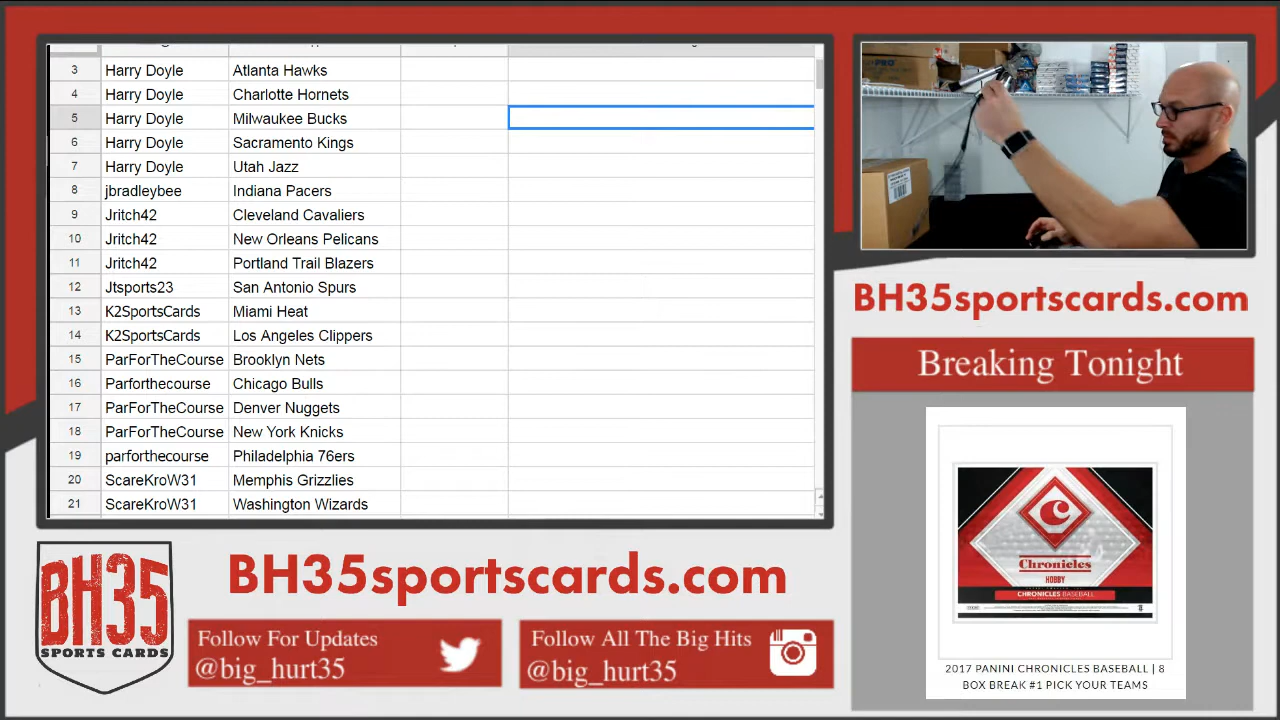 3 Harry Doyle Atlanta Hawks
4 Harry Doyle Charlotte Hornets
5 Harry Doyle Milwaukee Bucks
6 Harry Doyle Sacramento Kings
7 Harry Doyle Utah Jazz
8 jbradleybee Indiana Pacers
9 Jritch42 Cleveland Cavaliers
10 Jritch42 New Orleans Pelicans
11 Jritch42 Portland Trail Blazers
12 Jtsports23 San Antonio Spurs
13 K2SportsCards Miami Heat
14 K2SportsCards Los Angeles Clippers
15 ParForTheCourse Brooklyn Nets
16 Parforthecourse Chicago Bulls
17 ParForTheCourse Denver Nuggets
18 ParForTheCourse New York Knicks
19 parforthecourse Philadelphia 76ers
20 ScareKroW31 Memphis Grizzlies
21 ScareKroW31 Washington Wizards
BH35sportscards.com
Breaking Tonight
Chronicles
HOBBY
CHRONICLES BASEBALL
2017 PANINI CHRONICLES BASEBALL | 8
BOX BREAK #1 PICK YOUR TEAMS
BH35
SPORTS CARDS
BH35sportscards.com
Follow For Updates
@big_hurt35
Follow All The Big Hits
@big_hurt35